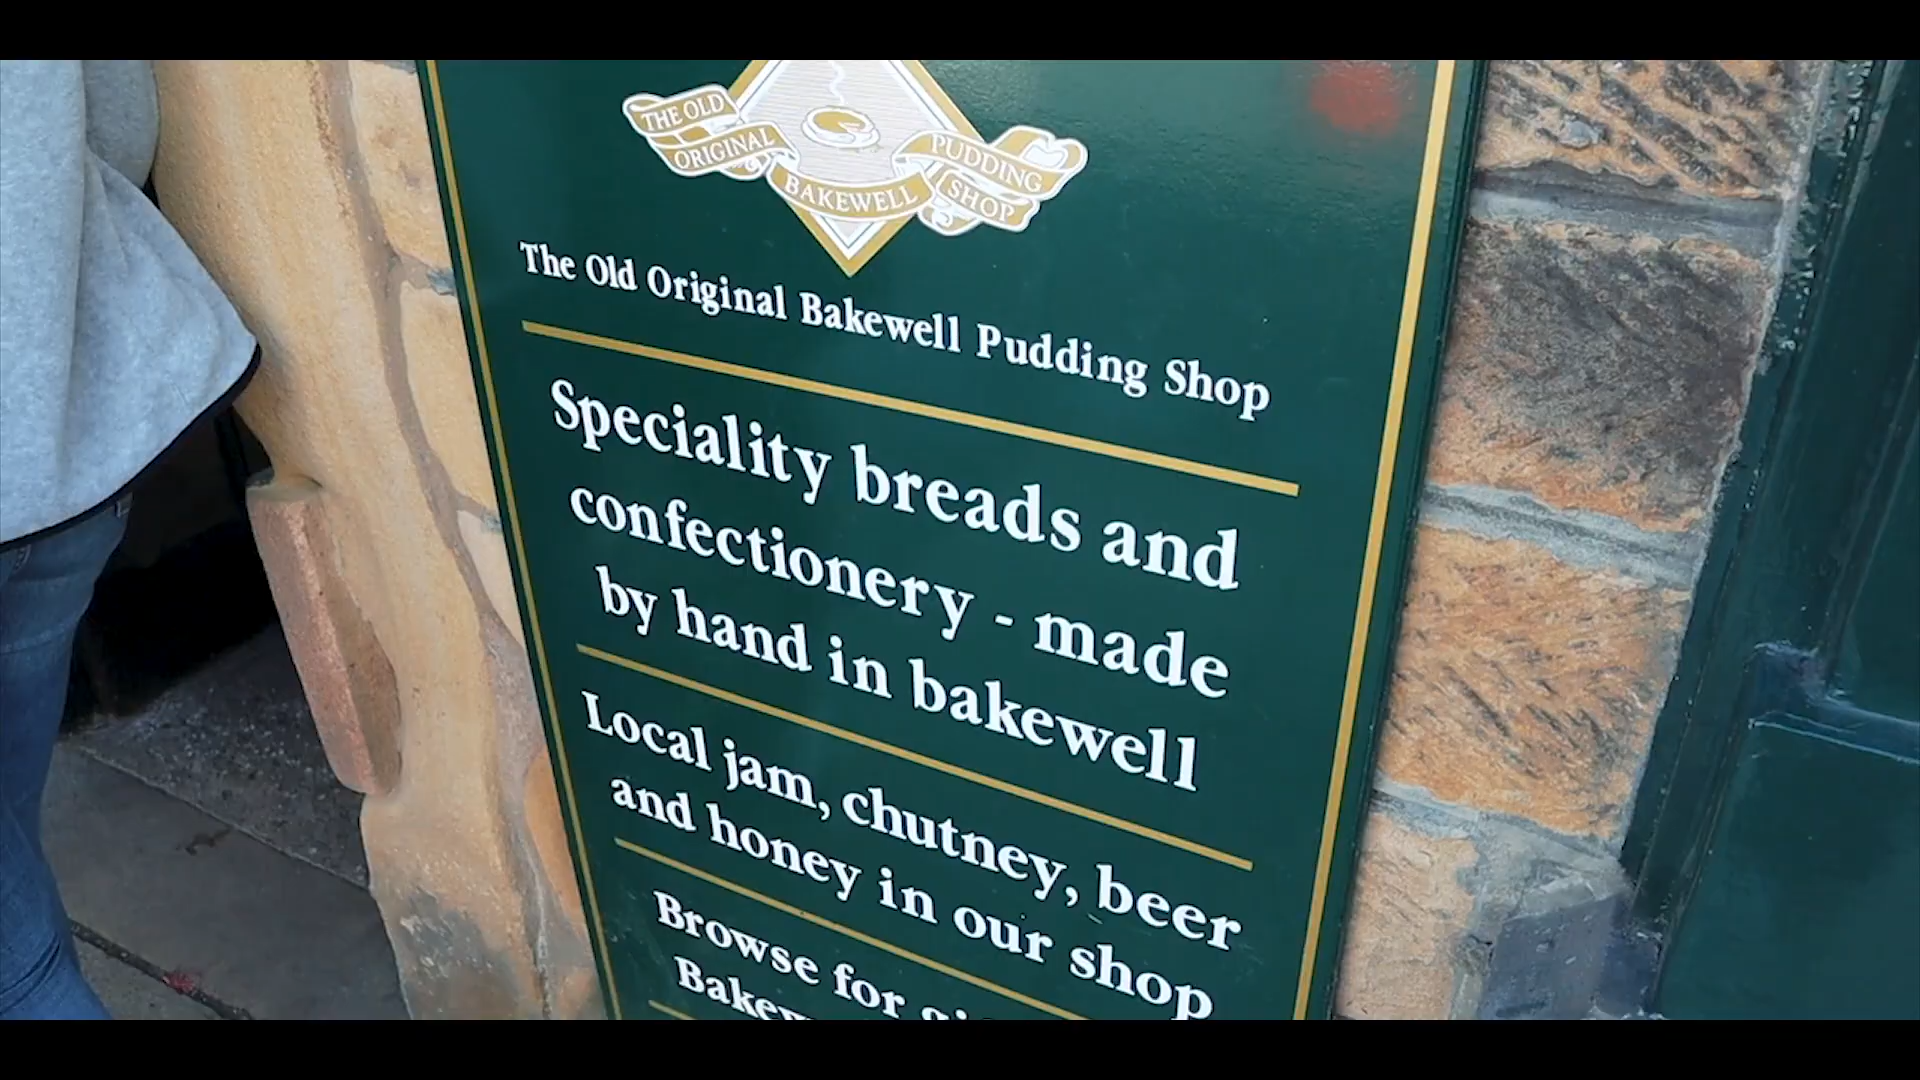 THE OLD
ORIGINAL
BAKEWELL
PUDDING
SHOP
The Old Original Bakewell Pudding Shop
Speciality breads and
confectionery - made
by hand in bakewell
Local jam, chutney, beer
and honey in our shop
Browse for